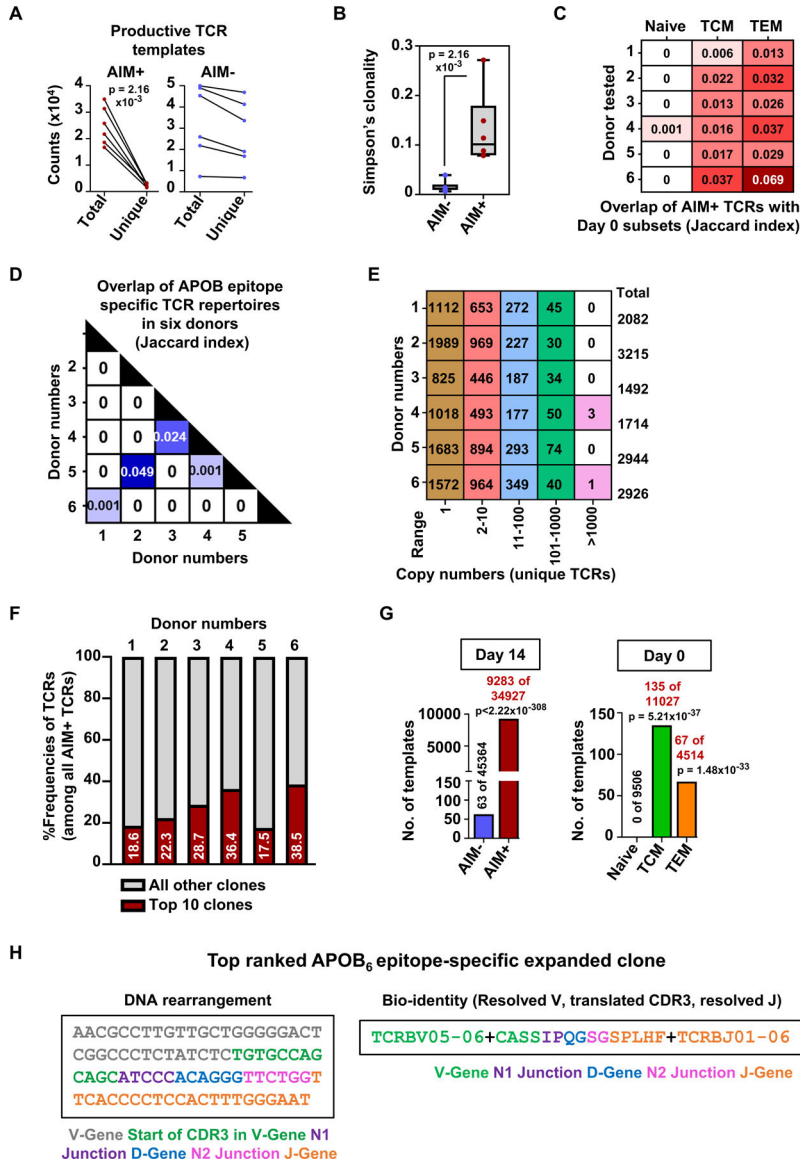 A
Productive TCR
templates
AIM+
AIM-
p = 2.16
x10-3
Counts (x10⁴)
4
3
2
1
0
5
4
3
2
1
0
Total
Unique
Total
Unique
B
p = 2.16
x10-3
Simpson's clonality
0.3
0.2
0.1
0
AIM-
AIM+
C
Naive TCM TEM
Donor tested
1 0 0.006 0.013
2 0 0.022 0.032
3 0 0.013 0.026
4 0.001 0.016 0.037
5 0 0.017 0.029
6 0 0.037 0.069
Overlap of AIM+ TCRs with
Day 0 subsets (Jaccard index)
D
Overlap of APOB epitope
specific TCR repertoires
in six donors
(Jaccard index)
Donor numbers
2 0
3 0 0
4 0 0 0.024
5 0 0.049 0 0.001
6 0.001 0 0 0 0
1 2 3 4 5
Donor numbers
E
Total
Donor numbers
1 1112 653 272 45 0 2082
2 1989 969 227 30 0 3215
3 825 446 187 34 0 1492
4 1018 493 177 50 3 1714
5 1683 894 293 74 0 2944
6 1572 964 349 40 1 2926
Range
1
2-10
11-100
101-1000
>1000
Copy numbers (unique TCRs)
F
Donor numbers
1 2 3 4 5 6
%Frequencies of TCRs
(among all AIM+ TCRs)
100
80
60
40
20
0
18.6 22.3 28.7 36.4 17.5 38.5
All other clones
Top 10 clones
G
Day 14
9283 of
34927
p<2.22x10-308
No. of templates
10000
5000
150
100
50
0
63 of 45364
AIM-
AIM+
Day 0
135 of
11027
p = 5.21x10-37
67 of
4514
p = 1.48x10-33
No. of templates
150
100
50
0
0 of 9506
Naive
TCM
TEM
H
Top ranked APOB₆ epitope-specific expanded clone
DNA rearrangement
AACGCCTTGTTGCTGGGGGACT
CGGCCCTCTATCTCTGTGCCAG
CAGCATCCCACAGGGTTCTGGT
TCACCCCTCCACTTTGGGAAT
V-Gene Start of CDR3 in V-Gene N1
Junction D-Gene N2 Junction J-Gene
Bio-identity (Resolved V, translated CDR3, resolved J)
TCRBV05-06+CASSIPQGSGSPLHF+TCRBJ01-06
V-Gene N1 Junction D-Gene N2 Junction J-Gene